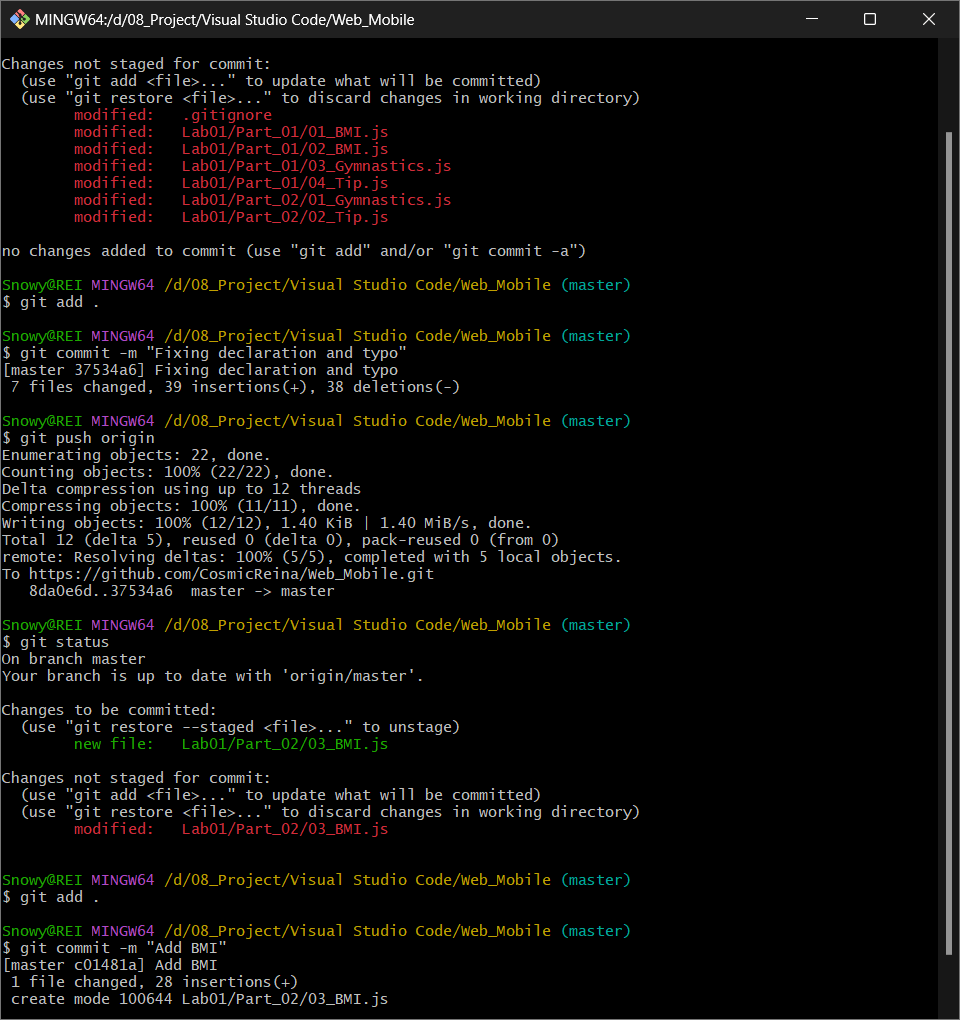 MINGW64:/d/08_Project/Visual Studio Code/Web_Mobile
Changes not staged for commit:
  (use "git add <file>..." to update what will be committed)
  (use "git restore <file>..." to discard changes in working directory)
        modified:   .gitignore
        modified:   Lab01/Part_01/01_BMI.js
        modified:   Lab01/Part_01/02_BMI.js
        modified:   Lab01/Part_01/03_Gymnastics.js
        modified:   Lab01/Part_01/04_Tip.js
        modified:   Lab01/Part_02/01_Gymnastics.js
        modified:   Lab01/Part_02/02_Tip.js
no changes added to commit (use "git add" and/or "git commit -a")
Snowy@REI MINGW64 /d/08_Project/Visual Studio Code/Web_Mobile (master)
$ git add .
Snowy@REI MINGW64 /d/08_Project/Visual Studio Code/Web_Mobile (master)
$ git commit -m "Fixing declaration and typo"
[master 37534a6] Fixing declaration and typo
 7 files changed, 39 insertions(+), 38 deletions(-)
Snowy@REI MINGW64 /d/08_Project/Visual Studio Code/Web_Mobile (master)
$ git push origin
Enumerating objects: 22, done.
Counting objects: 100% (22/22), done.
Delta compression using up to 12 threads
Compressing objects: 100% (11/11), done.
Writing objects: 100% (12/12), 1.40 KiB | 1.40 MiB/s, done.
Total 12 (delta 5), reused 0 (delta 0), pack-reused 0 (from 0)
remote: Resolving deltas: 100% (5/5), completed with 5 local objects.
To https://github.com/CosmicReina/Web_Mobile.git
   8da0e6d..37534a6  master -> master
Snowy@REI MINGW64 /d/08_Project/Visual Studio Code/Web_Mobile (master)
$ git status
On branch master
Your branch is up to date with 'origin/master'.
Changes to be committed:
  (use "git restore --staged <file>..." to unstage)
        new file:   Lab01/Part_02/03_BMI.js
Changes not staged for commit:
  (use "git add <file>..." to update what will be committed)
  (use "git restore <file>..." to discard changes in working directory)
        modified:   Lab01/Part_02/03_BMI.js
Snowy@REI MINGW64 /d/08_Project/Visual Studio Code/Web_Mobile (master)
$ git add .
Snowy@REI MINGW64 /d/08_Project/Visual Studio Code/Web_Mobile (master)
$ git commit -m "Add BMI"
[master c01481a] Add BMI
 1 file changed, 28 insertions(+)
 create mode 100644 Lab01/Part_02/03_BMI.js